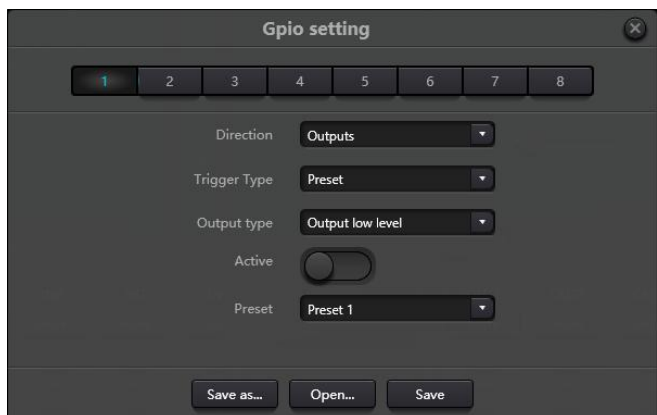 Gpio setting
1 2 3 4 5 6 7 8
Direction Outputs
Trigger Type Preset
Output type Output low level
Active
Preset Preset 1
Save as... Open... Save